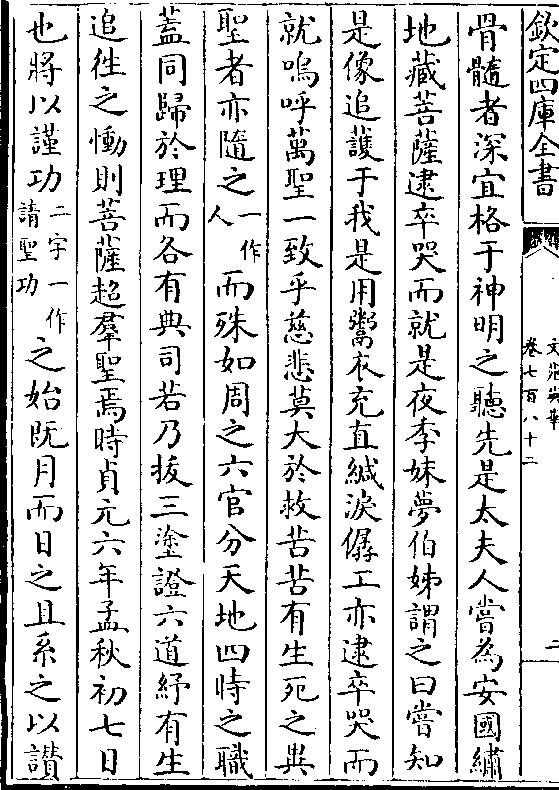 欽定四庫全書
文苑英華
卷七百八十二
二
骨髓者深宜格于神明之聽先是太夫人嘗為安國繡
地藏菩薩逮卒哭而就是夜季妹夢伯姊謂之曰嘗知
是像追護于我是用鬻衣充直緘淚僝工亦逮卒哭而
就嗚呼萬聖一致乎慈悲莫大於救苦苦有生死之異
聖者亦隨之一作人而殊如周之六官分天地四時之職
蓋同歸於理而各有典司若乃拔三塗證六道紓有生
追徃之慟則菩薩超羣聖焉時貞元六年孟秋初七日
也將以謹功二字一作請聖功之始既月而日之且系之以讃